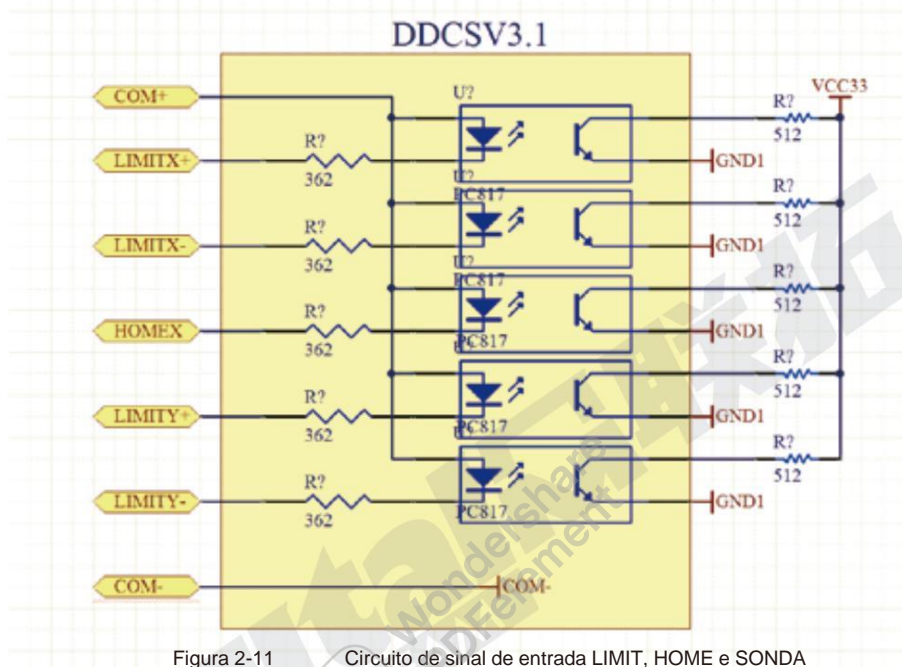 DDCSV3.1
COM+
U?
VCC33
R?
512
LIMITX+
R?
362
GND1
U?
PC817
R?
512
LIMITX-
R?
362
GND1
U?
PC817
R?
512
HOMEX
R?
362
GND1
PC817
R?
512
LIMITY+
R?
362
GND1
PC817
R?
512
LIMITY-
R?
362
GND1
PC817
COM-
COM-
Wondershare
PDFelement
Figura 2-11 Circuito de sinal de entrada LIMIT, HOME e SONDA